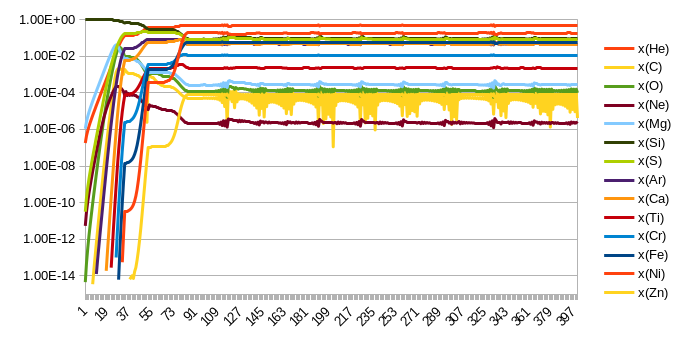 1.00E+00
1.00E-02
1.00E-04
1.00E-06
1.00E-08
1.00E-10
1.00E-12
1.00E-14
1 19 37 55 73 91 109 127 145 163 181 199 217 235 253 271 289 307 325 343 361 379 397
x(He)
x(C)
x(O)
x(Ne)
x(Mg)
x(Si)
x(S)
x(Ar)
x(Ca)
x(Ti)
x(Cr)
x(Fe)
x(Ni)
x(Zn)